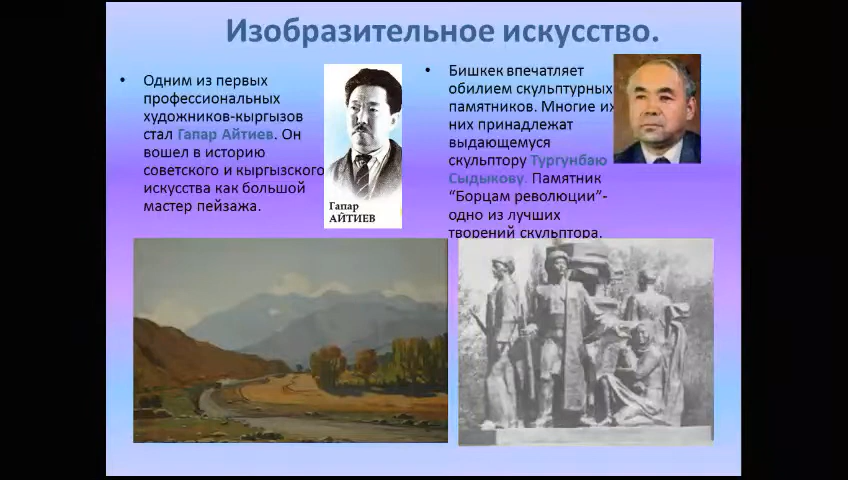 Изобразительное искусство.
Одним из первых
профессиональных
художников-кыргызов
стал Гапар Айтиев. Он
вошел в историю
советского и кыргызского
искусства как большой
мастер пейзажа.
Гапар
АЙТИЕВ
Бишкек впечатляет
обилием скульптурных
памятников. Многие их
них принадлежат
выдающемуся
скульптору Тургунбаю
Сыдыкову. Памятник
“Борцам революции”-
одно из лучших
творений скульптора.